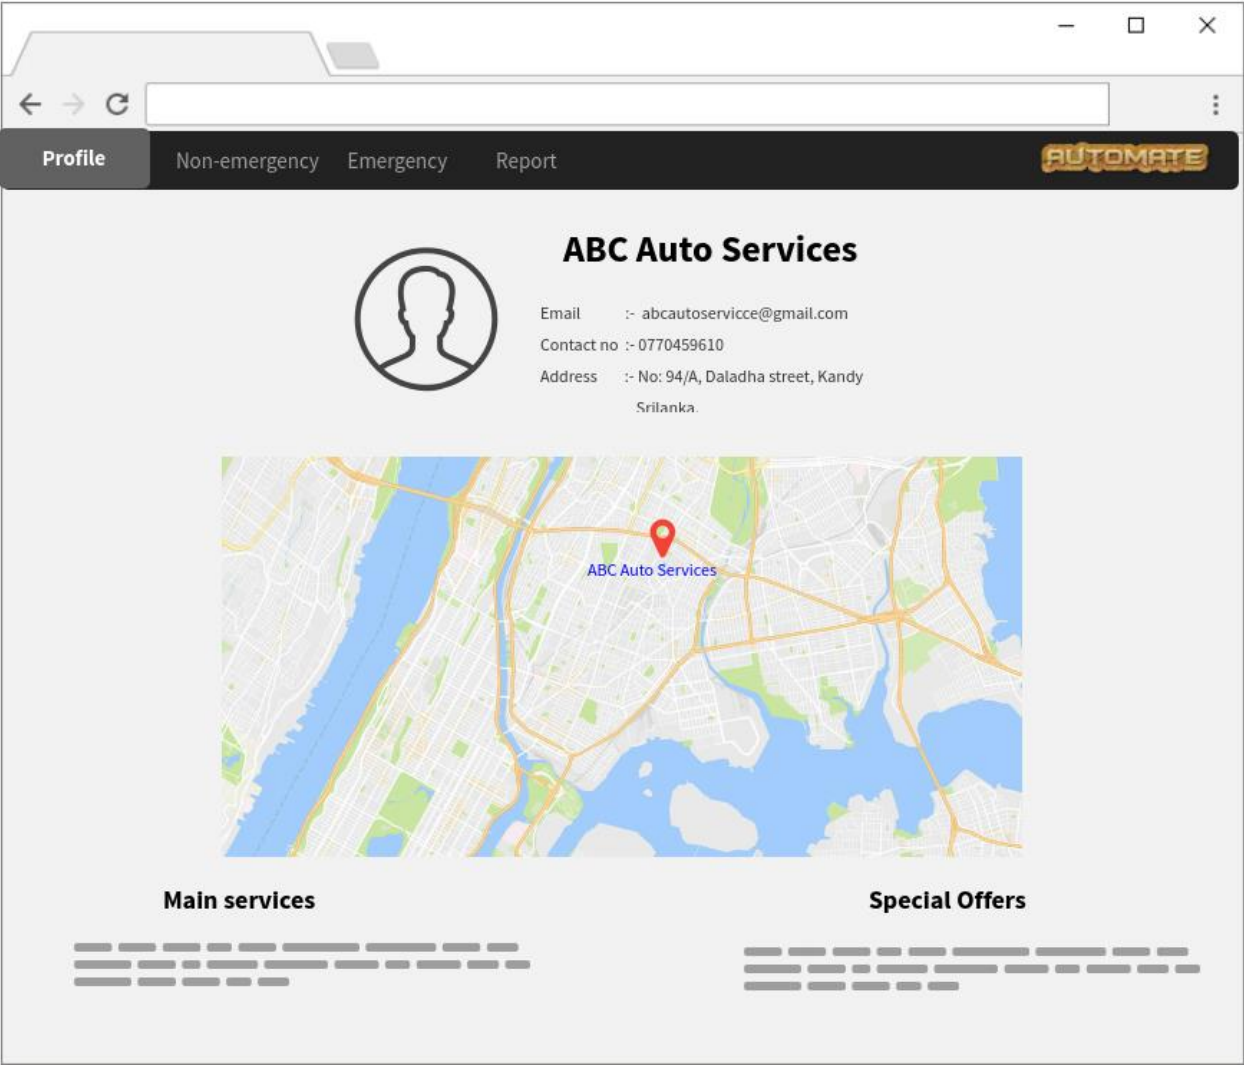 Profile Non-emergency Emergency Report AUTOMATE
ABC Auto Services
Email :- abcautoservicce@gmail.com
Contact no :- 0770459610
Address :- No: 94/A, Daladha street, Kandy
Srilanka.
ABC Auto Services
Main services Special Offers